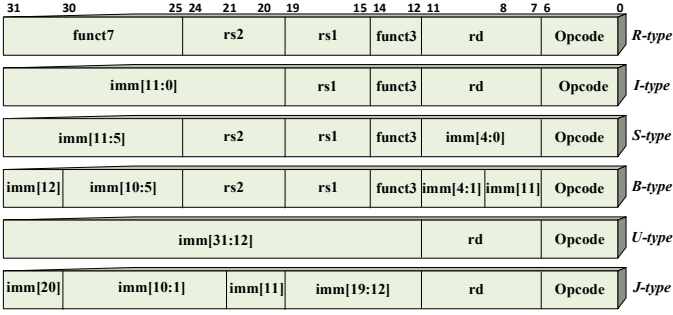 31 30 25 24 21 20 19 15 14 12 11 8 7 6 0
funct7 rs2 rs1 funct3 rd Opcode R-type
imm[11:0] rs1 funct3 rd Opcode I-type
imm[11:5] rs2 rs1 funct3 imm[4:0] Opcode S-type
imm[12] imm[10:5] rs2 rs1 funct3 imm[4:1] imm[11] Opcode B-type
imm[31:12] rd Opcode U-type
imm[20] imm[10:1] imm[11] imm[19:12] rd Opcode J-type